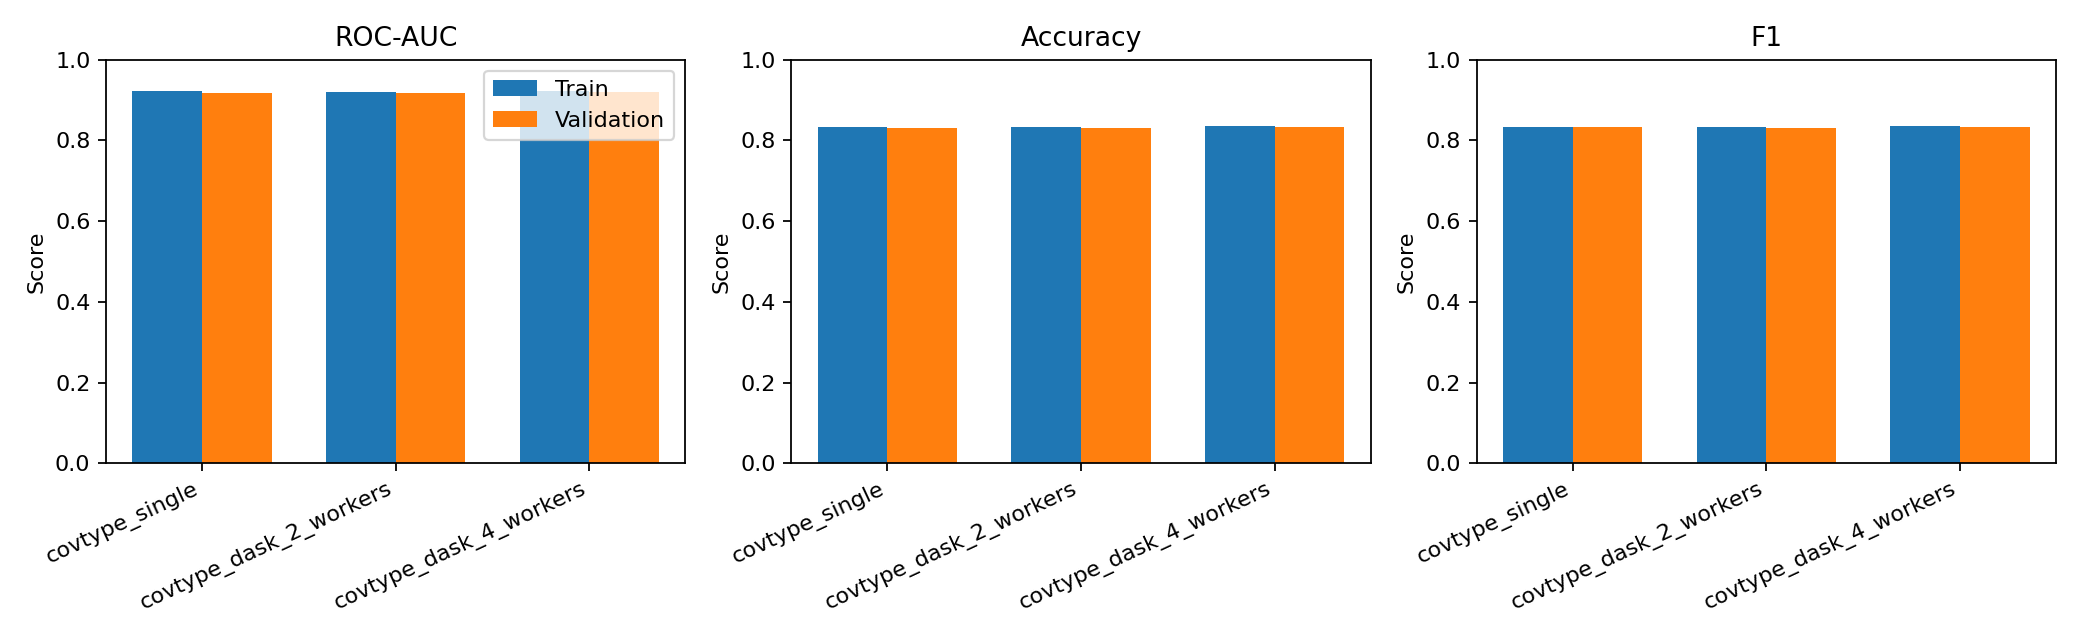 ROC-AUC
1.0
0.8
0.6
0.4
0.2
0.0
Score
Train
Validation
covtype_single
covtype_dask_2_workers
covtype_dask_4_workers
Accuracy
1.0
0.8
0.6
0.4
0.2
0.0
Score
covtype_single
covtype_dask_2_workers
covtype_dask_4_workers
F1
1.0
0.8
0.6
0.4
0.2
0.0
Score
covtype_single
covtype_dask_2_workers
covtype_dask_4_workers